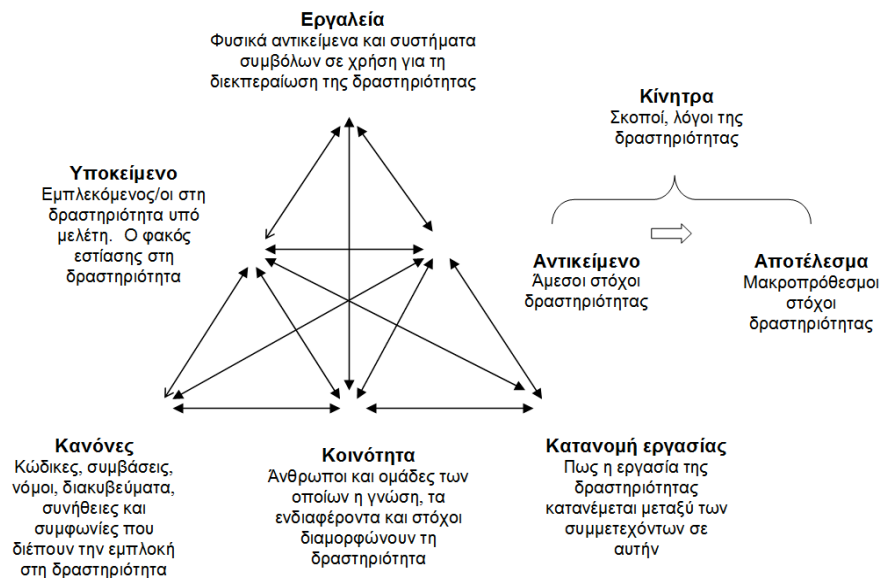 Εργαλεία
Φυσικά αντικείμενα και συστήματα
συμβόλων σε χρήση για τη
διεκπεραίωση της δραστηριότητας
Κίνητρα
Σκοποί, λόγοι της
δραστηριότητας
Υποκείμενο
Εμπλεκόμενος/οι στη
δραστηριότητα υπό
μελέτη.  Ο φακός
εστίασης στη
δραστηριότητα
Αντικείμενο
Άμεσοι στόχοι
δραστηριότητας
Αποτέλεσμα
Μακροπρόθεσμοι
στόχοι
δραστηριότητας
Κανόνες
Κώδικες, συμβάσεις,
νόμοι, διακυβεύματα,
συνήθειες και
συμφωνίες που
διέπουν την εμπλοκή
στη δραστηριότητα
Κοινότητα
Άνθρωποι και ομάδες των
οποίων η γνώση, τα
ενδιαφέροντα και στόχοι
διαμορφώνουν τη
δραστηριότητα
Κατανομή εργασίας
Πως η εργασία της
δραστηριότητας
κατανέμεται μεταξύ των
συμμετεχόντων σε
αυτήν